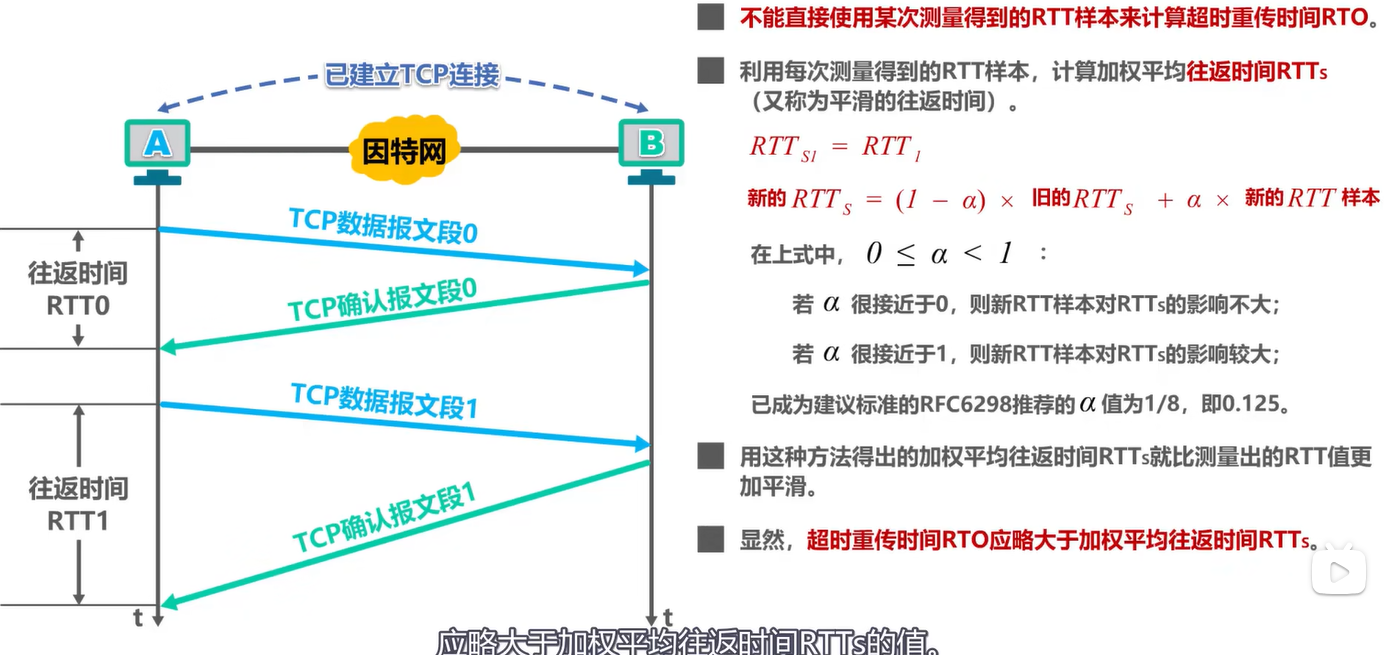 已建立TCP连接
A
因特网
B
TCP数据报文段0
往返时间
RTT0
TCP确认报文段0
TCP数据报文段1
往返时间
RTT1
TCP确认报文段1
t
t
不能直接使用某次测量得到的RTT样本来计算超时重传时间RTO。
利用每次测量得到的RTT样本，计算加权平均往返时间RTTs
（又称为平滑的往返时间）。
RTT S1 = RTT 1
新的 RTT S = (1 − α) × 旧的RTT S + α × 新的RTT 样本
在上式中， 0 ≤ α < 1 ：
若 α 很接近于0，则新RTT样本对RTTs的影响不大；
若 α 很接近于1，则新RTT样本对RTTs的影响较大；
已成为建议标准的RFC6298推荐的 α 值为1/8，即0.125。
用这种方法得出的加权平均往返时间RTTs就比测量出的RTT值更
加平滑。
显然，超时重传时间RTO应略大于加权平均往返时间RTTs。
应略大于加权平均往返时间RTTs的值。